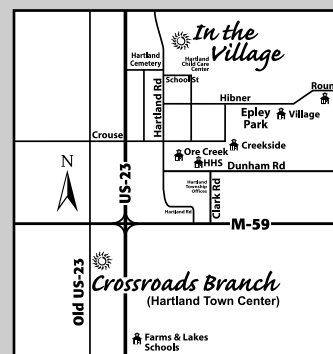 In the
Village
Hartland
Cemetery
Hartland
Child Care
Center
School St
Hartland Rd
Hibner
Roun
Epley
Park
Village
Crouse
Creekside
Ore Creek
HHS
Dunham Rd
N
US-23
Hartland
Township
Offices
Clark Rd
Hartland Rd
M-59
Old US-23
Crossroads Branch
(Hartland Town Center)
Farms & Lakes
Schools